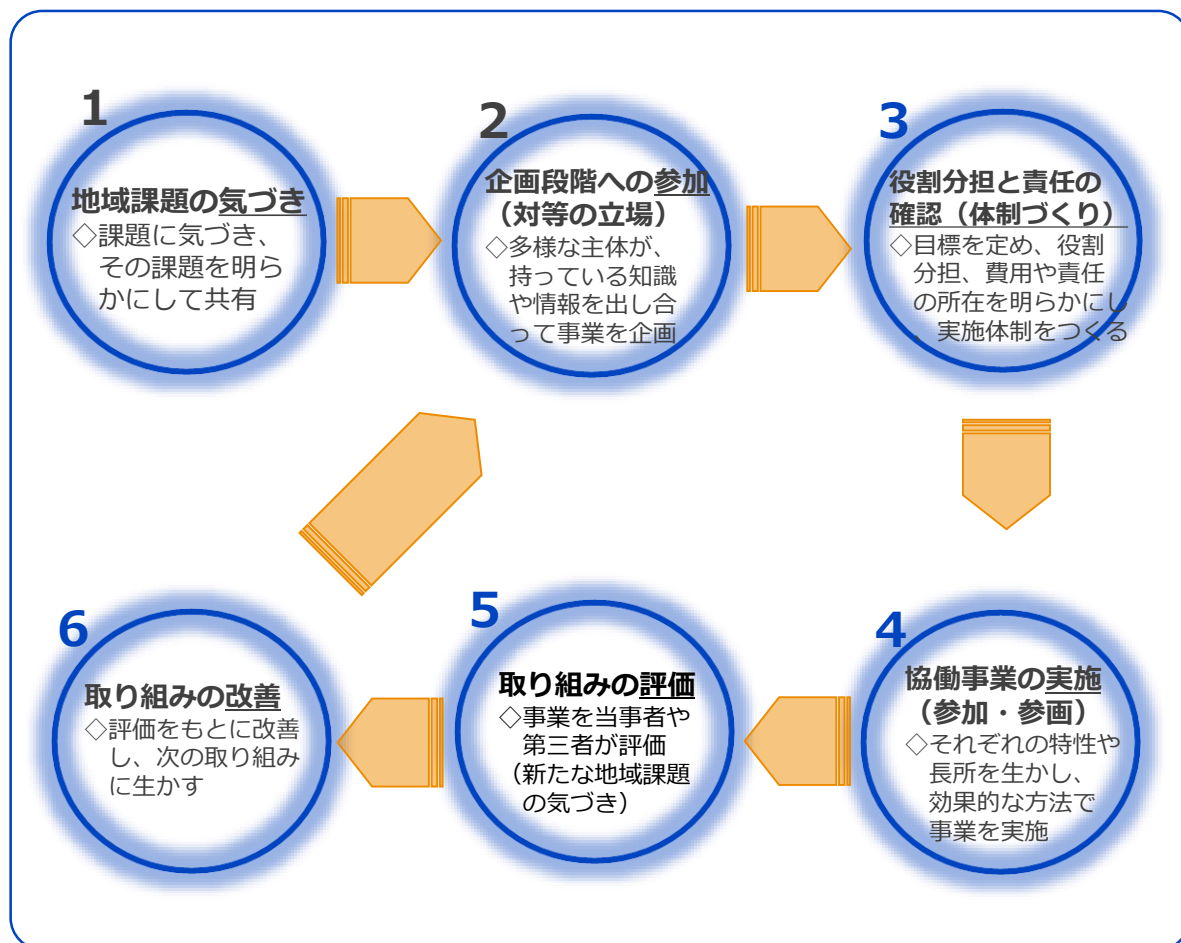 1
地域課題の気づき
◇課題に気づき、
その課題を明ら
かにして共有
2
企画段階への参加
（対等の立場）
◇多様な主体が、
持っている知識
や情報を出し合
って事業を企画
3
役割分担と責任の
確認（体制づくり）
◇目標を定め、役割
分担、費用や責任
の所在を明らかにし
、実施体制をつくる
4
協働事業の実施
（参加・参画）
◇それぞれの特性や
長所を生かし、
効果的な方法で
事業を実施
5
取り組みの評価
◇事業を当事者や
第三者が評価
（新たな地域課題
の気づき）
6
取り組みの改善
◇評価をもとに改善
し、次の取り組み
に生かす